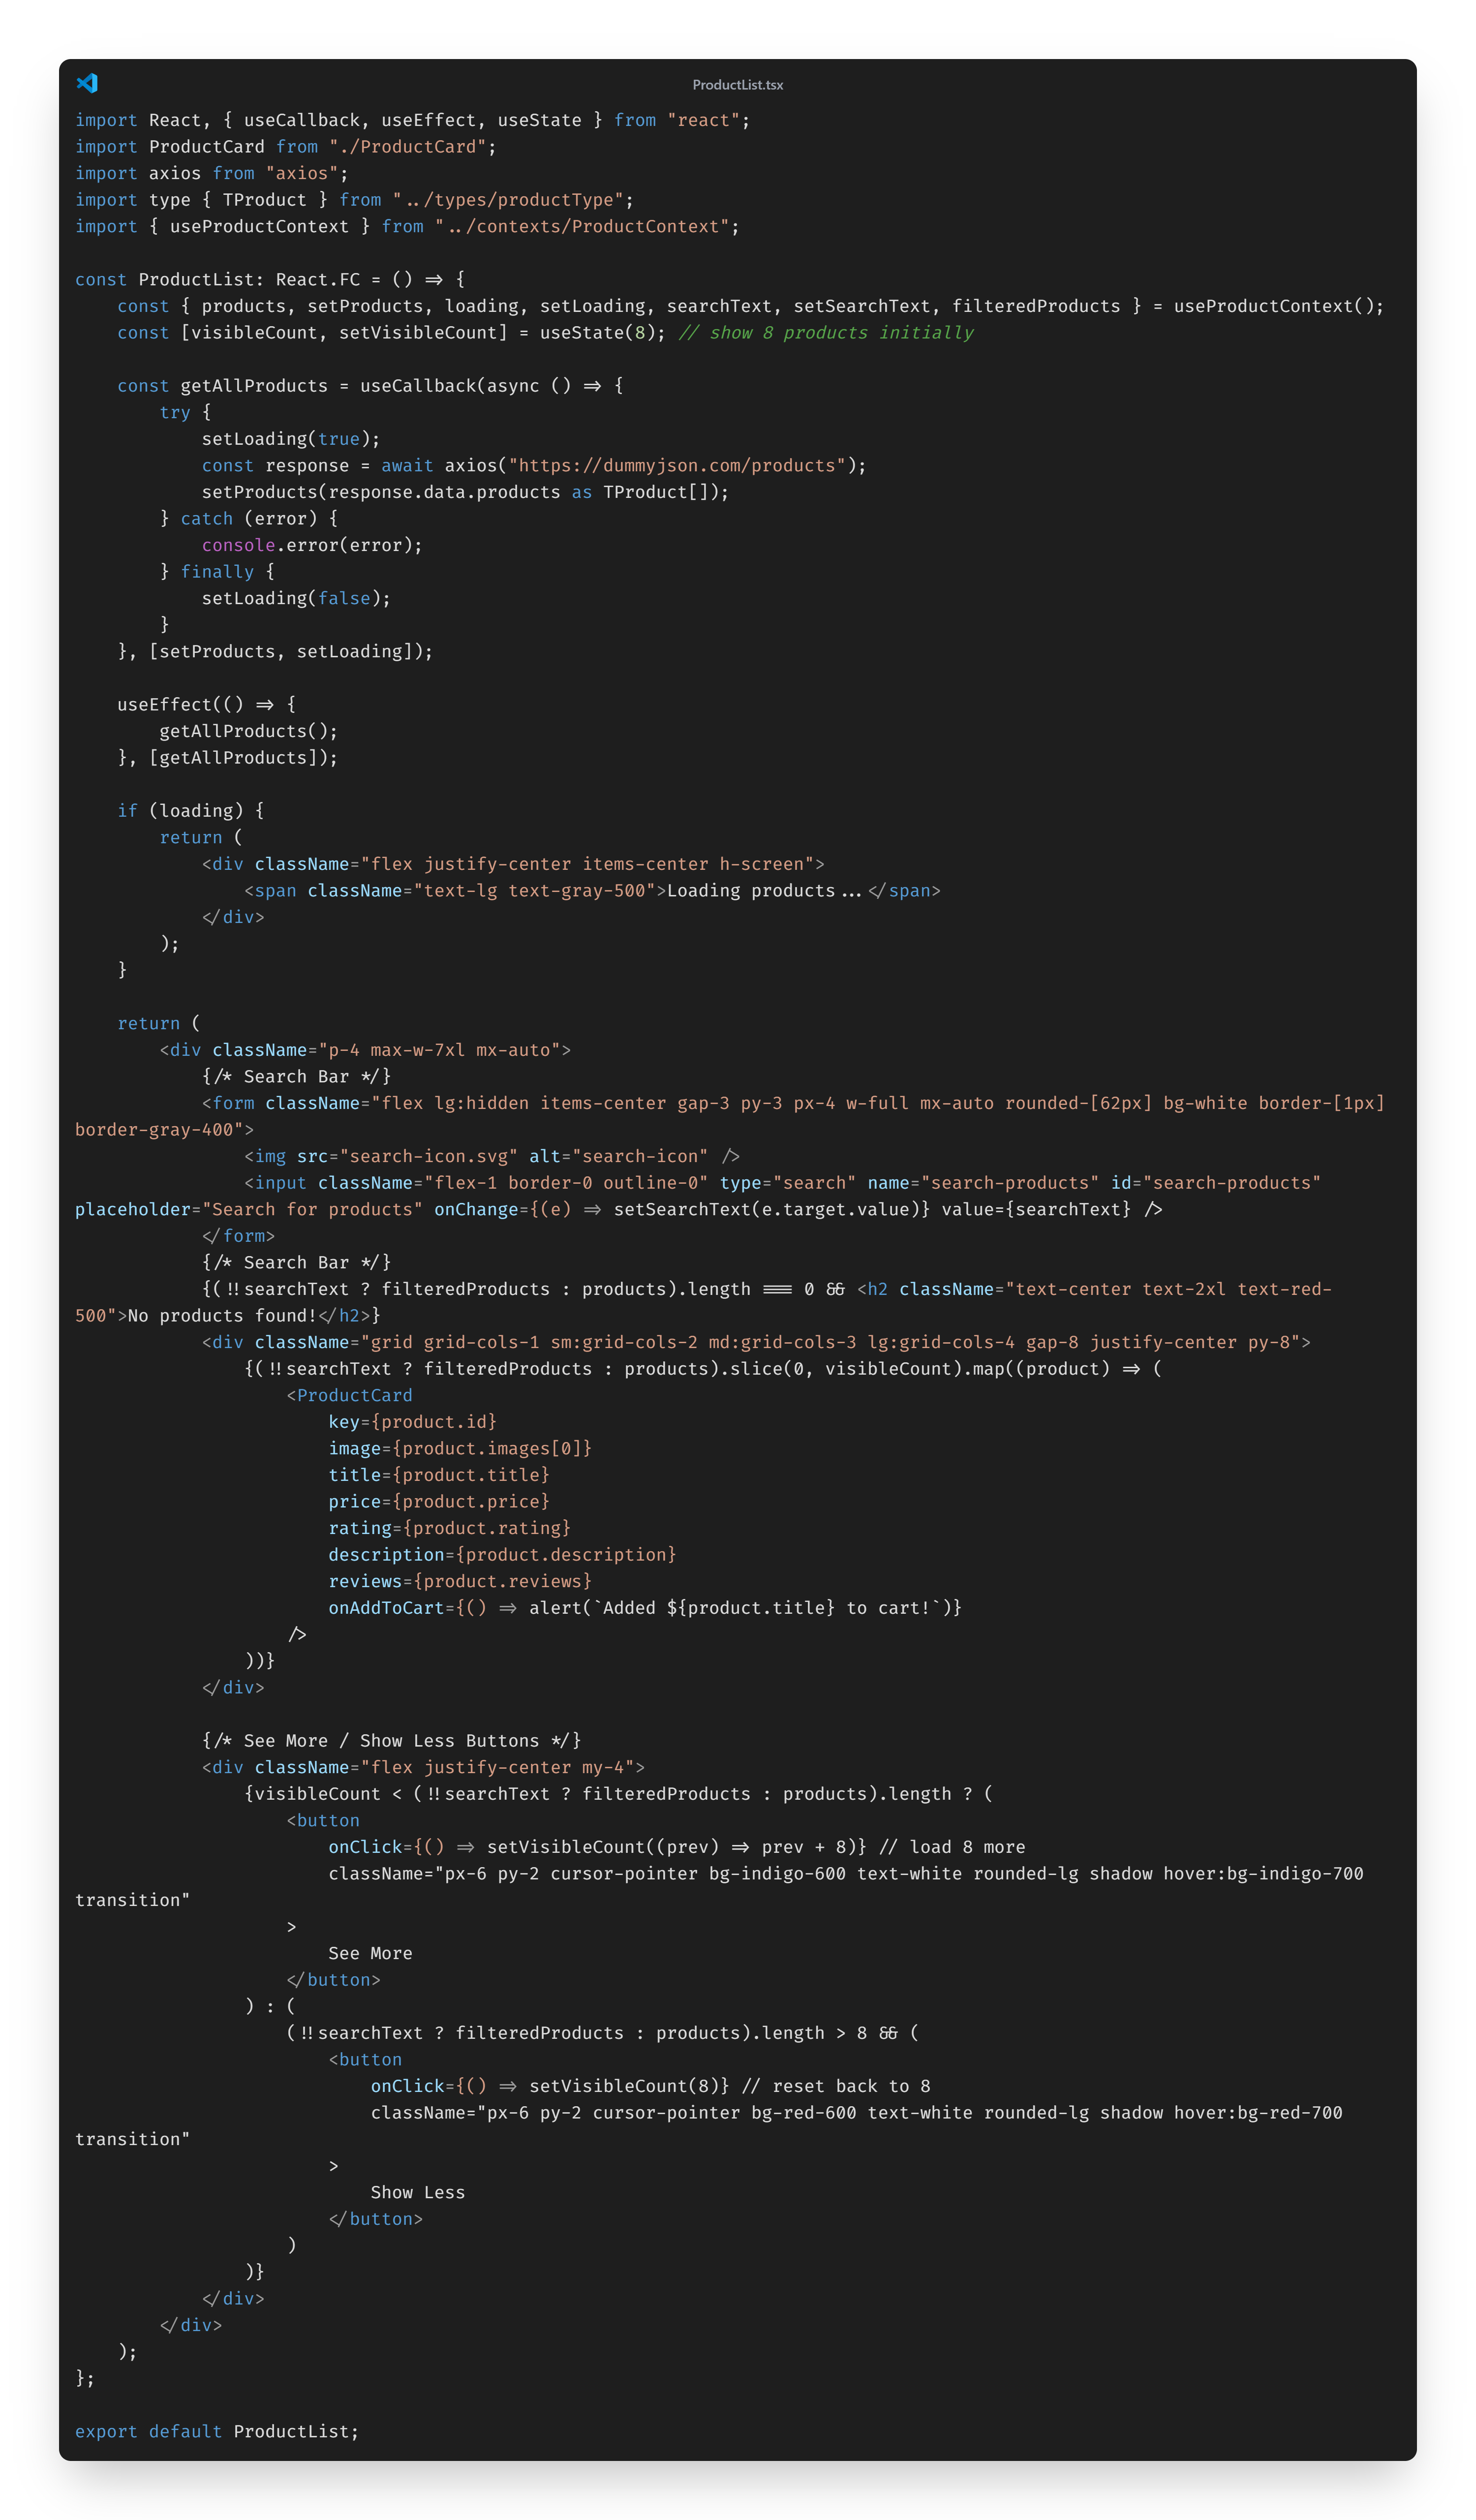 ProductList.tsx
import React, { useCallback, useEffect, useState } from "react";
import ProductCard from "./ProductCard";
import axios from "axios";
import type { TProduct } from "../types/productType";
import { useProductContext } from "../contexts/ProductContext";

const ProductList: React.FC = () => {
    const { products, setProducts, loading, setLoading, searchText, setSearchText, filteredProducts } = useProductContext();
    const [visibleCount, setVisibleCount] = useState(8); // show 8 products initially

    const getAllProducts = useCallback(async () => {
        try {
            setLoading(true);
            const response = await axios("https://dummyjson.com/products");
            setProducts(response.data.products as TProduct[]);
        } catch (error) {
            console.error(error);
        } finally {
            setLoading(false);
        }
    }, [setProducts, setLoading]);

    useEffect(() => {
        getAllProducts();
    }, [getAllProducts]);

    if (loading) {
        return (
            <div className="flex justify-center items-center h-screen">
                <span className="text-lg text-gray-500">Loading products...</span>
            </div>
        );
    }

    return (
        <div className="p-4 max-w-7xl mx-auto">
            {/* Search Bar */}
            <form className="flex lg:hidden items-center gap-3 py-3 px-4 w-full mx-auto rounded-[62px] bg-white border-[1px]
border-gray-400">
                <img src="search-icon.svg" alt="search-icon" />
                <input className="flex-1 border-0 outline-0" type="search" name="search-products" id="search-products"
placeholder="Search for products" onChange={(e) => setSearchText(e.target.value)} value={searchText} />
            </form>
            {/* Search Bar */}
            {(!!searchText ? filteredProducts : products).length === 0 && <h2 className="text-center text-2xl text-red-
500">No products found!</h2>}
            <div className="grid grid-cols-1 sm:grid-cols-2 md:grid-cols-3 lg:grid-cols-4 gap-8 justify-center py-8">
                {(!!searchText ? filteredProducts : products).slice(0, visibleCount).map((product) => (
                    <ProductCard
                        key={product.id}
                        image={product.images[0]}
                        title={product.title}
                        price={product.price}
                        rating={product.rating}
                        description={product.description}
                        reviews={product.reviews}
                        onAddToCart={() => alert(`Added ${product.title} to cart!`)}
                    />
                ))}
            </div>

            {/* See More / Show Less Buttons */}
            <div className="flex justify-center my-4">
                {visibleCount < (!!searchText ? filteredProducts : products).length ? (
                    <button
                        onClick={() => setVisibleCount((prev) => prev + 8)} // load 8 more
                        className="px-6 py-2 cursor-pointer bg-indigo-600 text-white rounded-lg shadow hover:bg-indigo-700
transition"
                    >
                        See More
                    </button>
                ) : (
                    (!!searchText ? filteredProducts : products).length > 8 && (
                        <button
                            onClick={() => setVisibleCount(8)} // reset back to 8
                            className="px-6 py-2 cursor-pointer bg-red-600 text-white rounded-lg shadow hover:bg-red-700
transition"
                        >
                            Show Less
                        </button>
                    )
                )}
            </div>
        </div>
    );
};

export default ProductList;